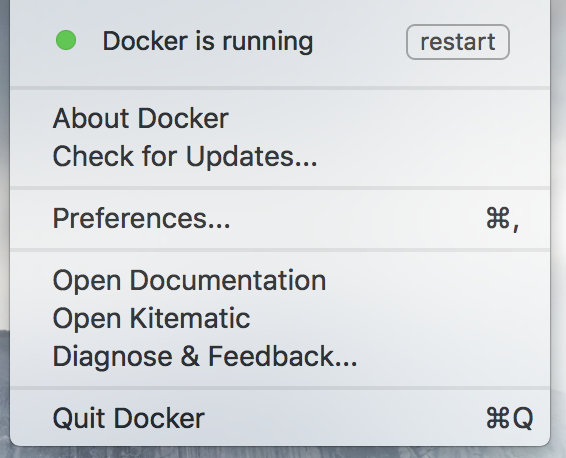 Docker is running restart
About Docker
Check for Updates...
Preferences... ⌘,
Open Documentation
Open Kitematic
Diagnose & Feedback...
Quit Docker ⌘Q